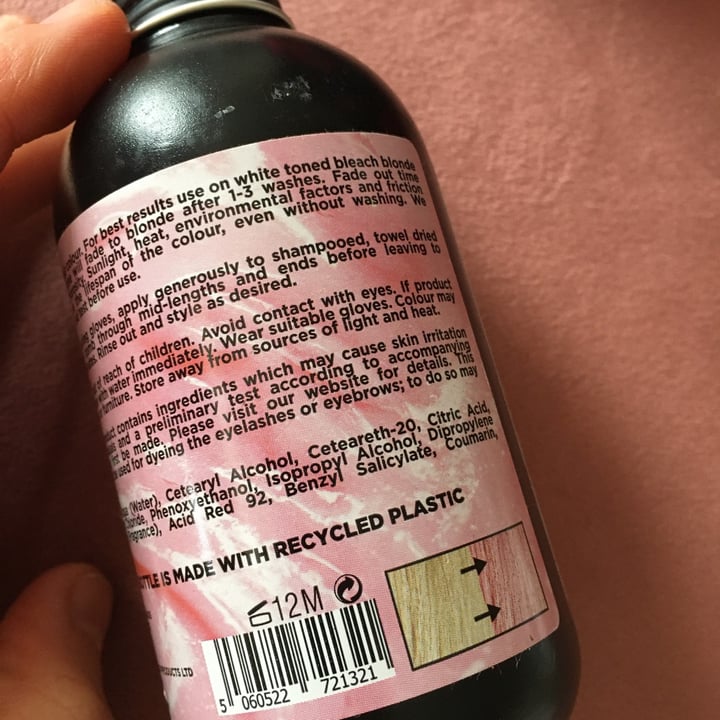 colour. For best results use on white toned bleach blonde
will fade to blonde after 1-3 washes. Fade out time
Sunlight, heat, environmental factors and friction
lifespan of the colour, even without washing. We
before use.
gloves, apply generously to shampooed, towel dried
through mid-lengths and ends before leaving to
Rinse out and style as desired.
of reach of children. Avoid contact with eyes. If product
with water immediately. Wear suitable gloves. Colour may
furniture. Store away from sources of light and heat.
contains ingredients which may cause skin irritation
and a preliminary test according to accompanying
first be made. Please visit our website for details. This
used for dyeing the eyelashes or eyebrows; to do so may
(Water), Cetearyl Alcohol, Ceteareth-20, Citric Acid,
Phenoxyethanol, Isopropyl Alcohol, Dipropylene
Acid Red 92, Benzyl Salicylate, Coumarin,
IS MADE WITH RECYCLED PLASTIC
12M
PRODUCTS LTD
5 060522 721321